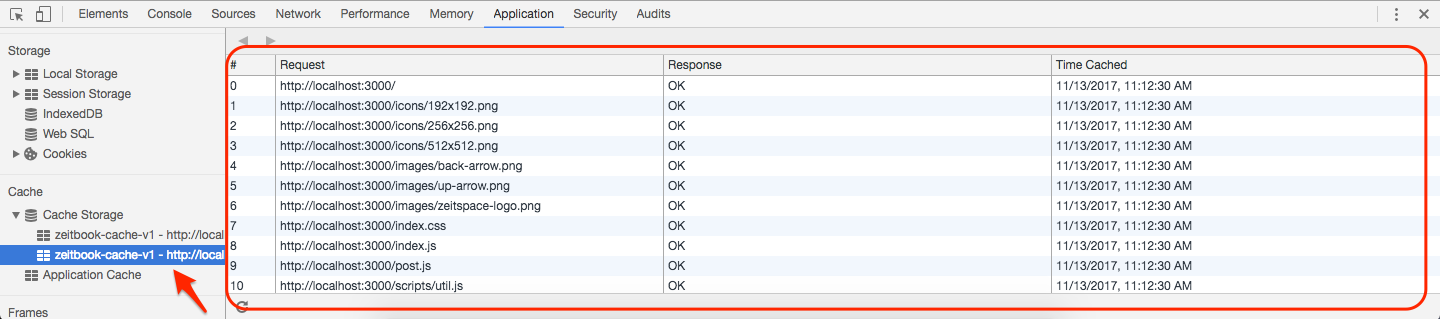 Elements Console Sources Network Performance Memory Application Security Audits
Storage
Local Storage
Session Storage
IndexedDB
Web SQL
Cookies
Cache
Cache Storage
zeitbook-cache-v1 - http://local
zeitbook-cache-v1 - http://local
Application Cache
Frames
# Request Response Time Cached
0 http://localhost:3000/ OK 11/13/2017, 11:12:30 AM
1 http://localhost:3000/icons/192x192.png OK 11/13/2017, 11:12:30 AM
2 http://localhost:3000/icons/256x256.png OK 11/13/2017, 11:12:30 AM
3 http://localhost:3000/icons/512x512.png OK 11/13/2017, 11:12:30 AM
4 http://localhost:3000/images/back-arrow.png OK 11/13/2017, 11:12:30 AM
5 http://localhost:3000/images/up-arrow.png OK 11/13/2017, 11:12:30 AM
6 http://localhost:3000/images/zeitspace-logo.png OK 11/13/2017, 11:12:30 AM
7 http://localhost:3000/index.css OK 11/13/2017, 11:12:30 AM
8 http://localhost:3000/index.js OK 11/13/2017, 11:12:30 AM
9 http://localhost:3000/post.js OK 11/13/2017, 11:12:30 AM
10 http://localhost:3000/scripts/util.js OK 11/13/2017, 11:12:30 AM